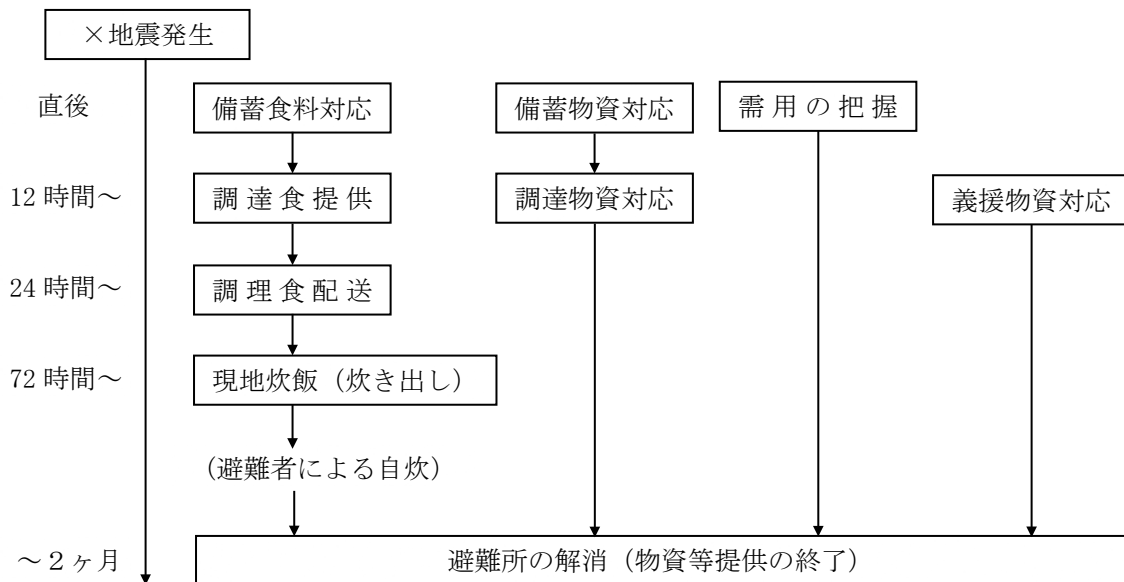 ×地震発生
直後 備蓄食料対応 備蓄物資対応 需用の把握
12時間～ 調達食提供 調達物資対応 義援物資対応
24時間～ 調理食配送
72時間～ 現地炊飯（炊き出し）
（避難者による自炊）
～２ヶ月 避難所の解消（物資等提供の終了）